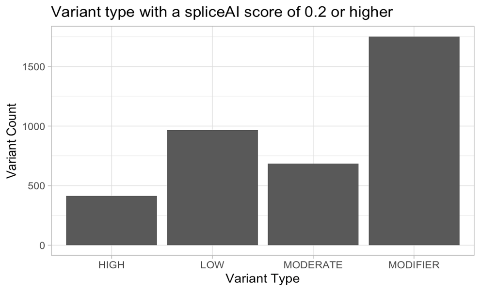 Variant type with a spliceAI score of 0.2 or higher
Variant Count
1500
1000
500
0
HIGH
LOW
MODERATE
MODIFIER
Variant Type